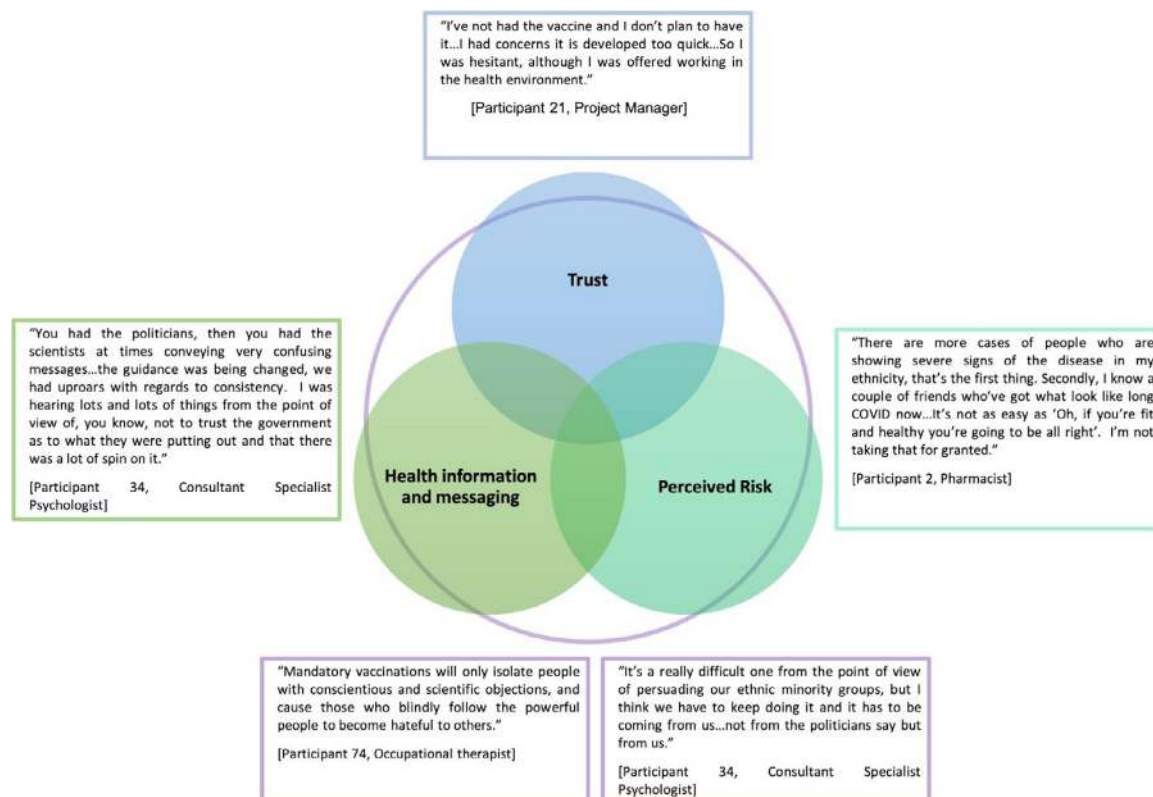 “I’ve not had the vaccine and I don’t plan to have
it…I had concerns it is developed too quick…So I
was hesitant, although I was offered working in
the health environment.”
[Participant 21, Project Manager]
Trust
“You had the politicians, then you had the
scientists at times conveying very confusing
messages…the guidance was being changed, we
had uproars with regards to consistency. I was
hearing lots and lots of things from the point of
view of, you know, not to trust the government
as to what they were putting out and that there
was a lot of spin on it.”
[Participant 34, Consultant Specialist
Psychologist]
Health information
and messaging
Perceived Risk
“There are more cases of people who are
showing severe signs of the disease in my
ethnicity, that’s the first thing. Secondly, I know a
couple of friends who’ve got what look like long
COVID now…It’s not as easy as ‘Oh, if you’re fit
and healthy you’re going to be all right’. I’m not
taking that for granted.”
[Participant 2, Pharmacist]
“Mandatory vaccinations will only isolate people
with conscientious and scientific objections, and
cause those who blindly follow the powerful
people to become hateful to others.”
[Participant 74, Occupational therapist]
“It’s a really difficult one from the point of view
of persuading our ethnic minority groups, but I
think we have to keep doing it and it has to be
coming from us…not from the politicians say but
from us.”
[Participant 34, Consultant Specialist
Psychologist]